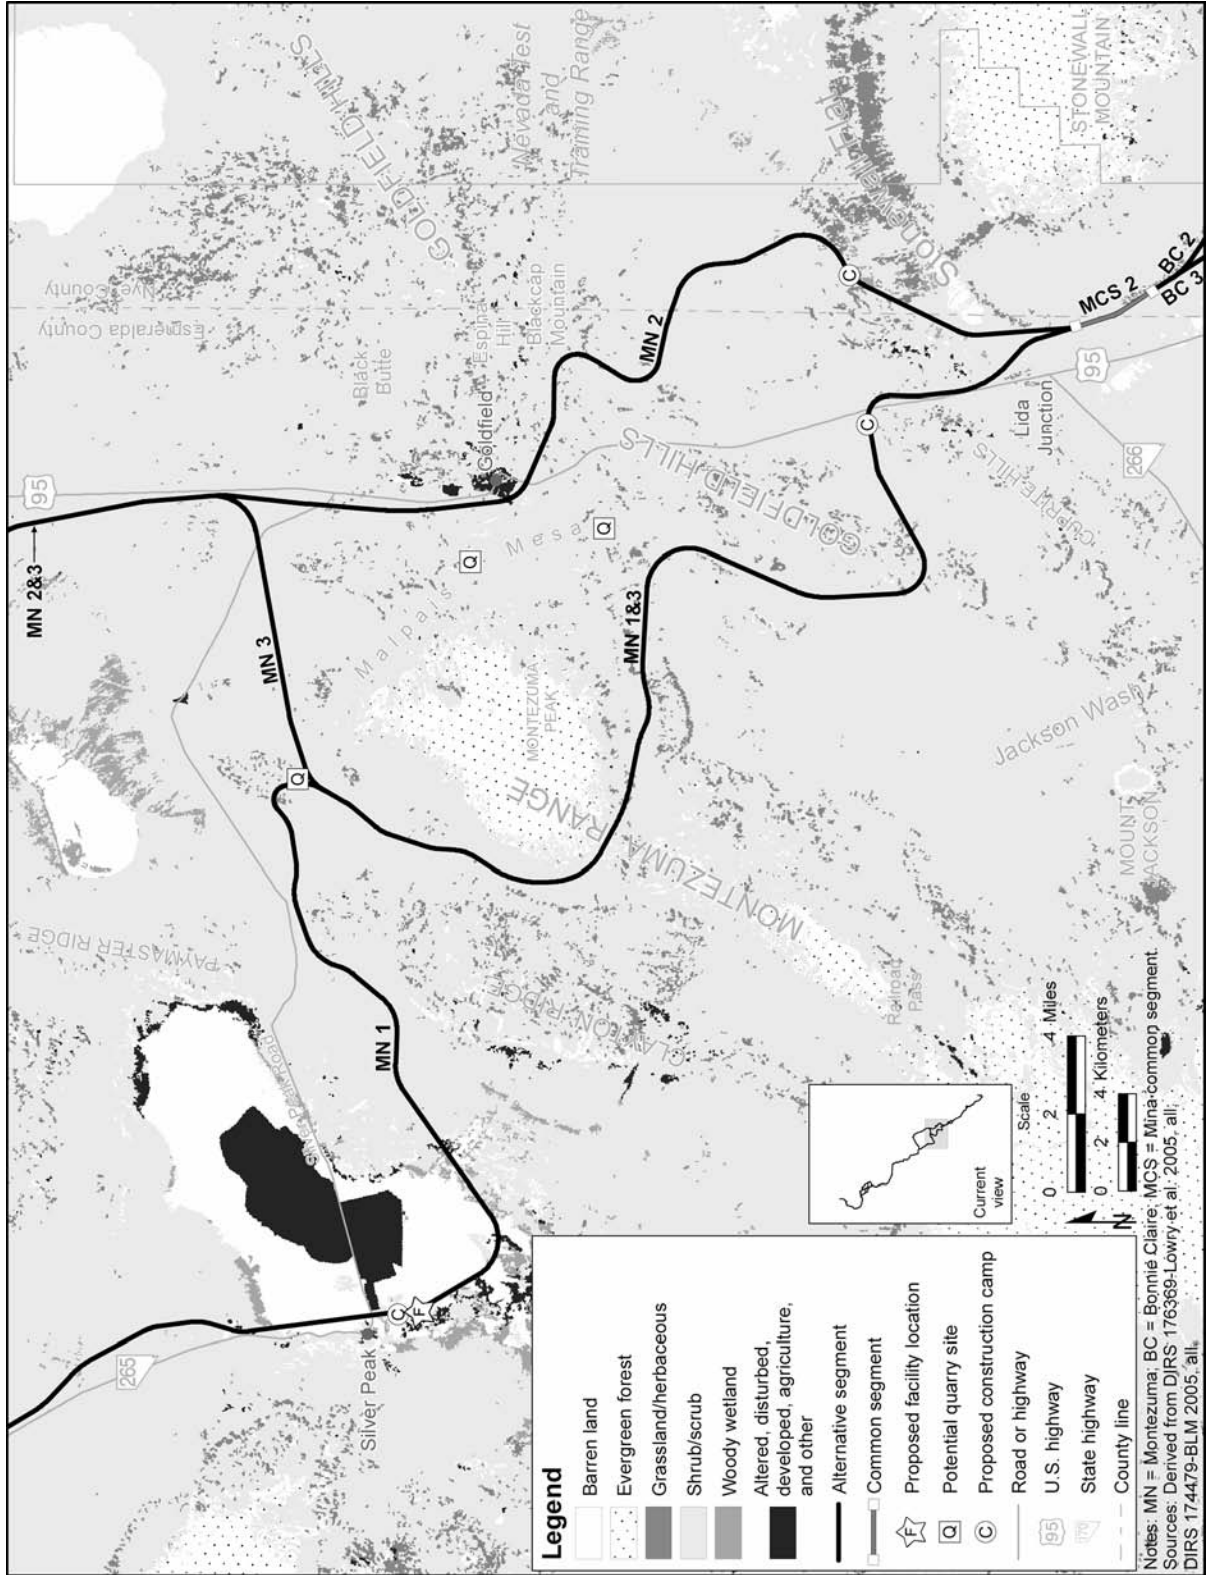 MN 2&3
95
Nevada Test
and
Training Range
GOLDFIELD HILLS
Nye County
Esmeralda County
Black
Butte
Espina
Hill
Blackcap
Mountain
Goldfield
MN 3
Malpais Mesa
Q
Q
Q
MN 2
C
Stonewall Flat
STONEWALL
MOUNTAIN
MONTEZUMA
PEAK
MONTEZUMA RANGE
MN 1&3
GOLDFIELD HILLS
C
MCS 2
BC 2
BC 3
95
Lida
Junction
CUPRITE HILLS
266
Jackson Wash
MOUNT
JACKSON
PAYMASTER RIDGE
MN 1
CLAYTON RIDGE
Railroad
Pass
265
Silver Peak
C
F
Current
view
Scale
0 2 4 Miles
0 2 4 Kilometers
N
Legend
Barren land
Evergreen forest
Grassland/herbaceous
Shrub/scrub
Woody wetland
Altered, disturbed,
developed, agriculture,
and other
Alternative segment
Common segment
F Proposed facility location
Q Potential quarry site
C Proposed construction camp
Road or highway
95 U.S. highway
State highway
County line
Notes: MN = Montezuma; BC = Bonnie Claire; MCS = Mina common segment.
Sources: Derived from DIRS 176369-Lowry et al. 2005, all;
DIRS 174479-BLM 2005, all.